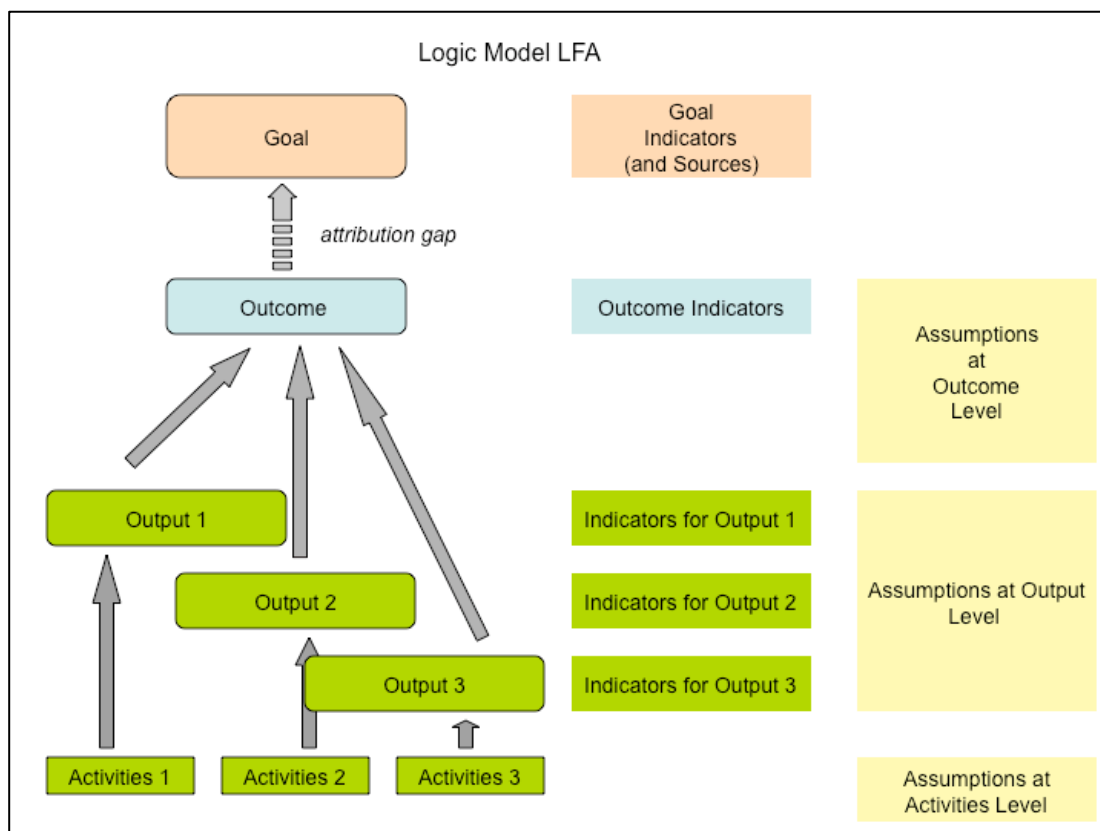 Logic Model LFA
Goal
Goal
Indicators
(and Sources)
attribution gap
Outcome
Outcome Indicators
Assumptions
at
Outcome
Level
Output 1
Indicators for Output 1
Output 2
Indicators for Output 2
Assumptions at Output
Level
Output 3
Indicators for Output 3
Activities 1
Activities 2
Activities 3
Assumptions at
Activities Level